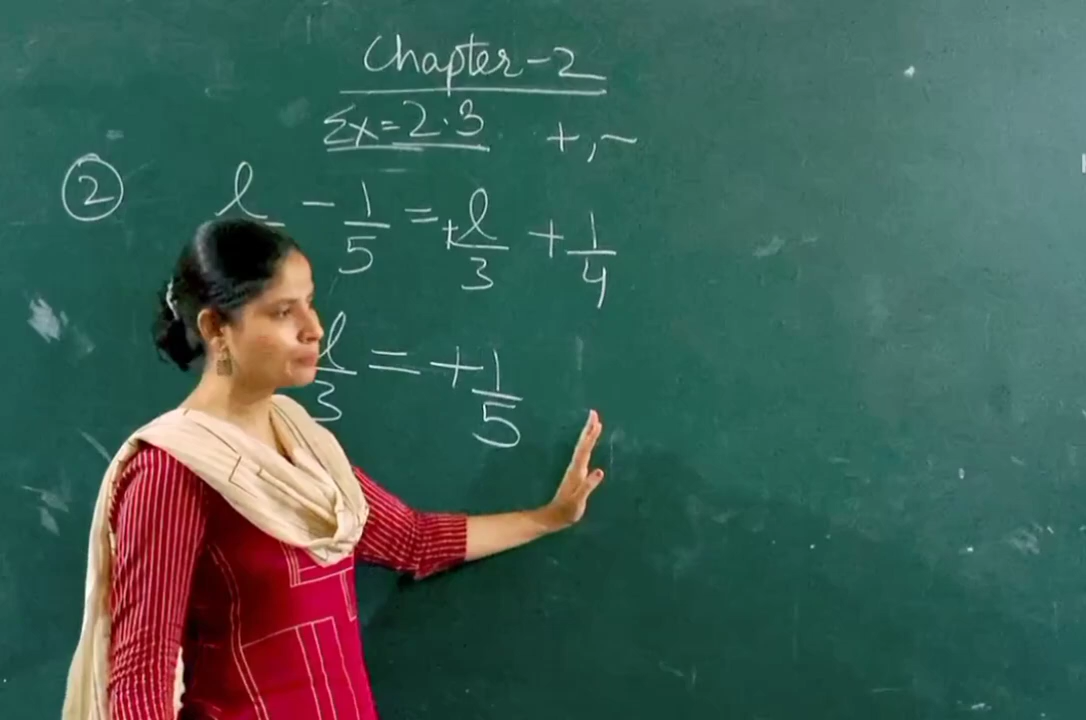 Chapter-2
Ex=2.3 +,-
2 l/ - 1/5 = +l/3 + 1/4
l/3 = +1/5